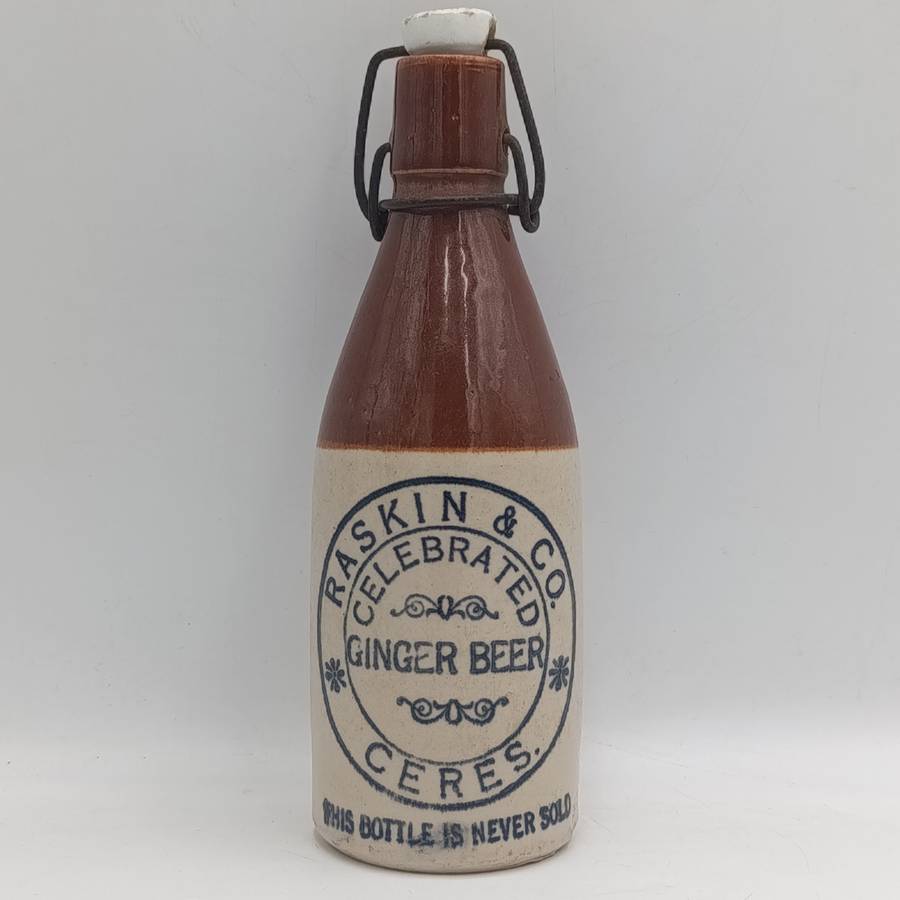 RASKIN & CO.
CELEBRATED
GINGER BEER
CERES.
THIS BOTTLE IS NEVER SOLD